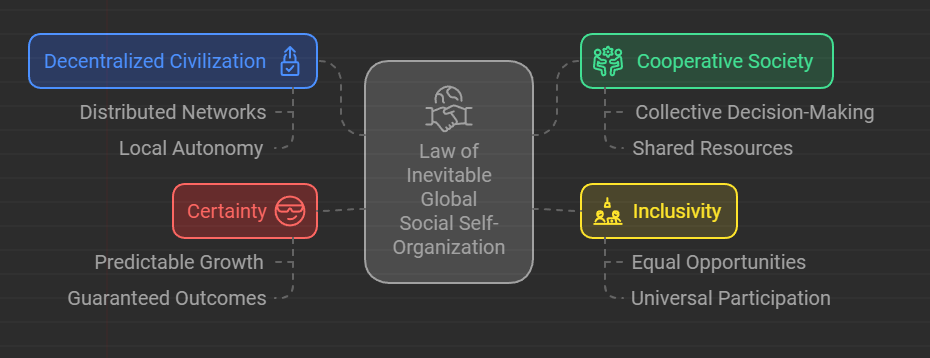 Decentralized Civilization
Distributed Networks
Local Autonomy
Certainty
Predictable Growth
Guaranteed Outcomes
Law of
Inevitable
Global
Social Self-
Organization
Cooperative Society
Collective Decision-Making
Shared Resources
Inclusivity
Equal Opportunities
Universal Participation